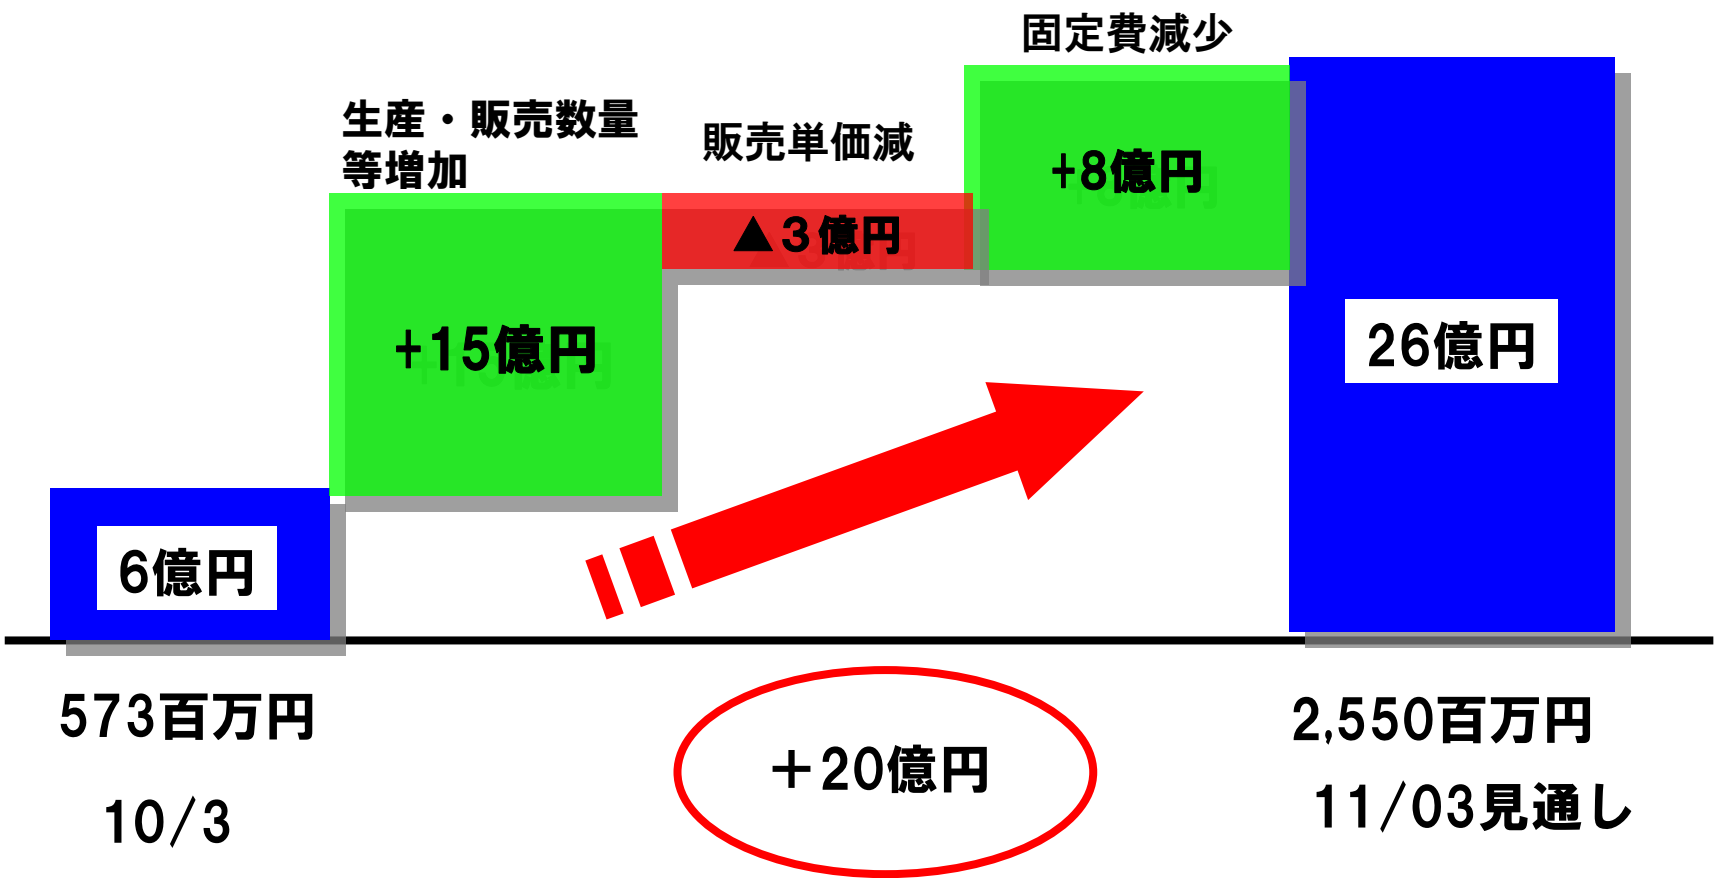 固定費減少
生産・販売数量
等増加
販売単価減
+8億円
▲3億円
+15億円
26億円
6億円
573百万円
2,550百万円
+20億円
10/3
11/03見通し